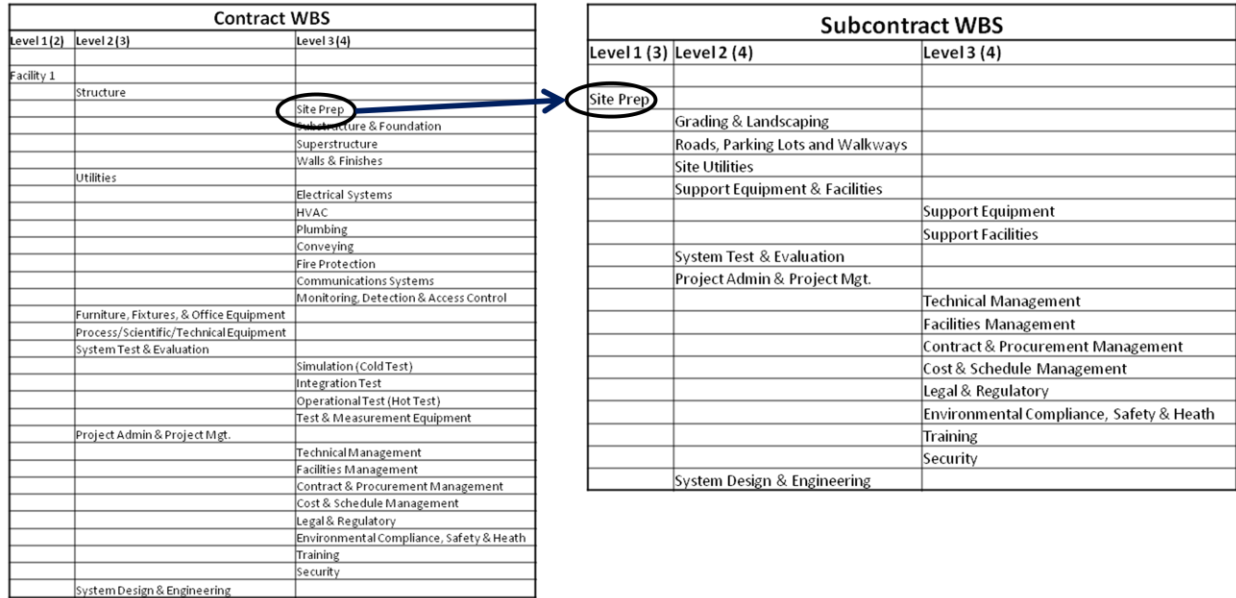 Contract WBS
Level 1 (2) Level 2 (3) Level 3 (4)
Facility 1
Structure
Site Prep
Substructure & Foundation
Superstructure
Walls & Finishes
Utilities
Electrical Systems
HVAC
Plumbing
Conveying
Fire Protection
Communications Systems
Monitoring, Detection & Access Control
Furniture, Fixtures, & Office Equipment
Process/Scientific/Technical Equipment
System Test & Evaluation
Simulation (Cold Test)
Integration Test
Operational Test (Hot Test)
Test & Measurement Equipment
Project Admin & Project Mgt.
Technical Management
Facilities Management
Contract & Procurement Management
Cost & Schedule Management
Legal & Regulatory
Environmental Compliance, Safety & Heath
Training
Security
System Design & Engineering
Subcontract WBS
Level 1 (3) Level 2 (4) Level 3 (4)
Site Prep
Grading & Landscaping
Roads, Parking Lots and Walkways
Site Utilities
Support Equipment & Facilities
Support Equipment
Support Facilities
System Test & Evaluation
Project Admin & Project Mgt.
Technical Management
Facilities Management
Contract & Procurement Management
Cost & Schedule Management
Legal & Regulatory
Environmental Compliance, Safety & Heath
Training
Security
System Design & Engineering